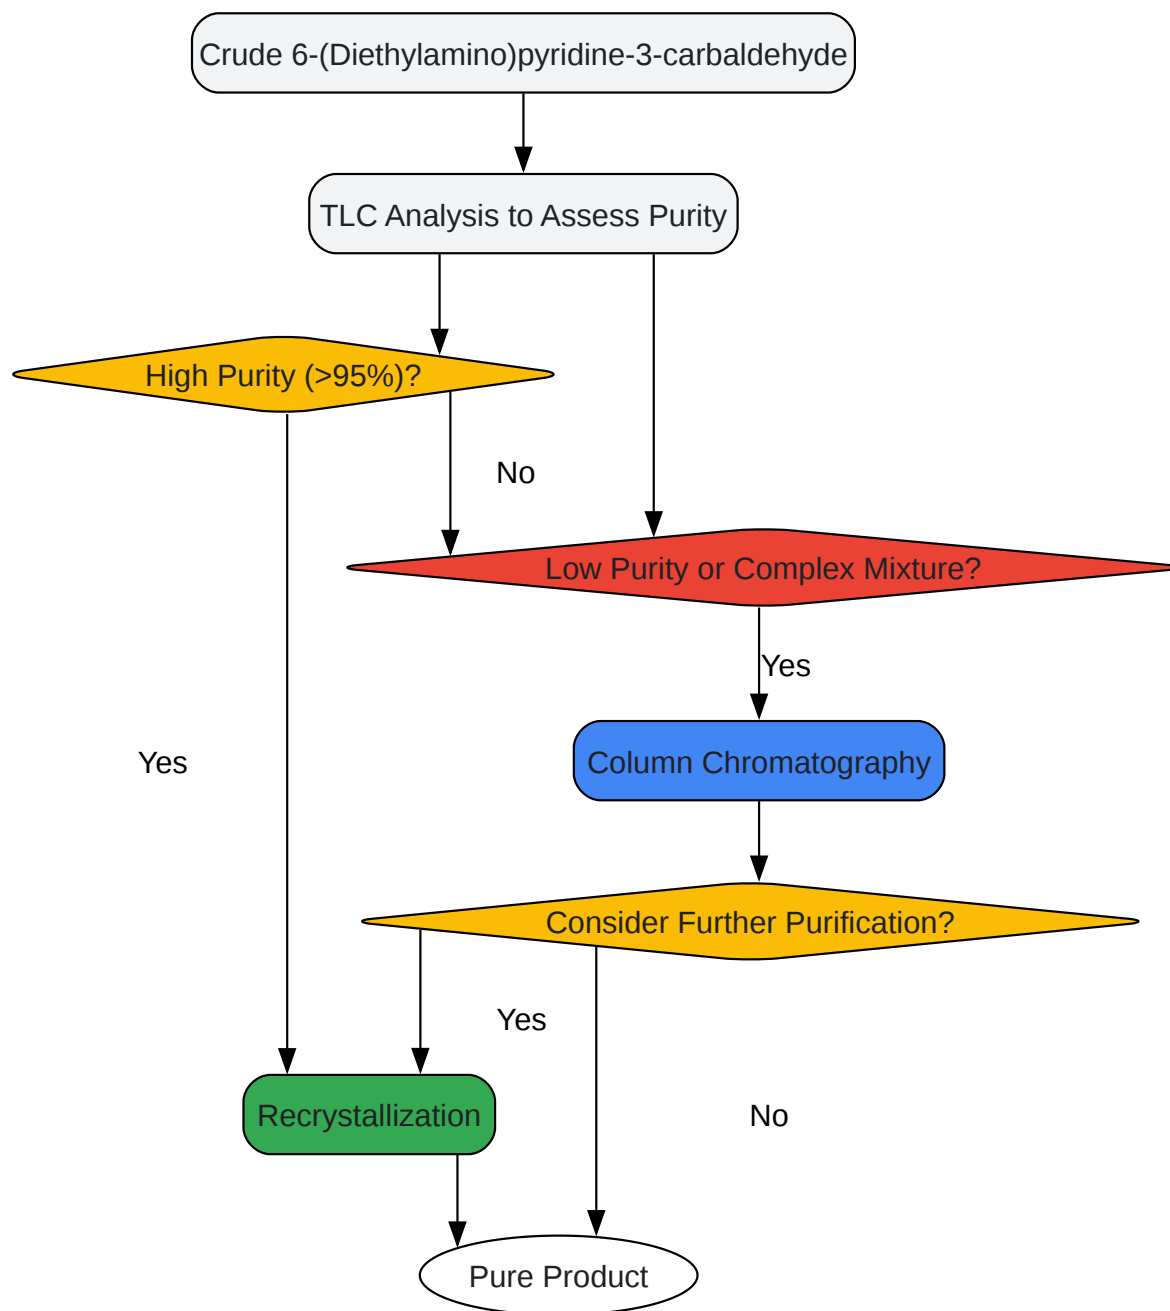 Crude 6-(Diethylamino)pyridine-3-carbaldehyde
TLC Analysis to Assess Purity
High Purity (>95%)?
No
Low Purity or Complex Mixture?
Yes
Yes
Column Chromatography
Consider Further Purification?
Yes
Recrystallization
No
Pure Product